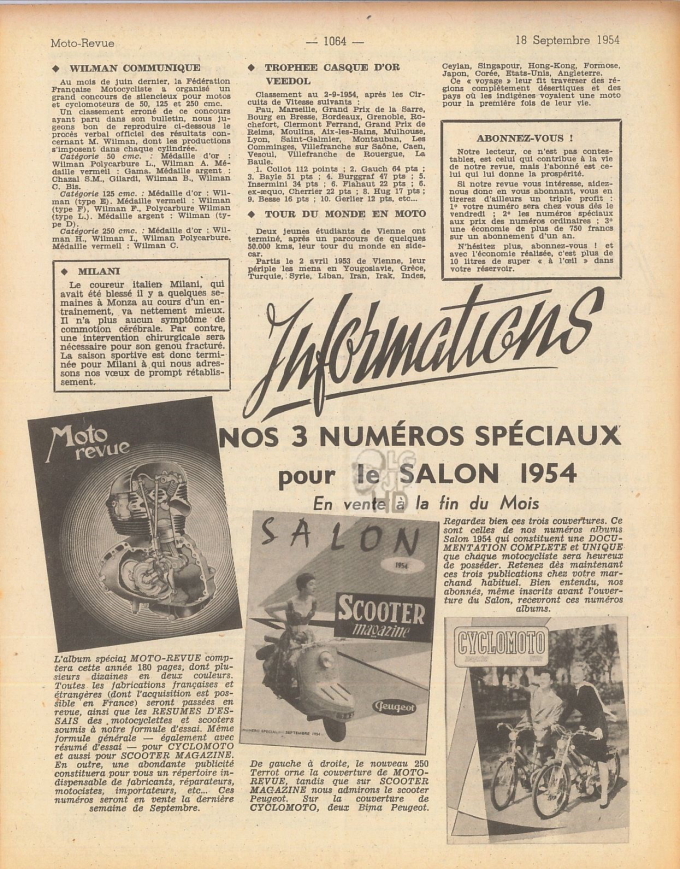 Moto-Revue
— 1064 —
18 Septembre 1954
◆ WILMAN COMMUNIQUE
Au mois de juin dernier, la Fédération
Française Motocycliste a organisé un
grand concours de silencieux pour motos
et cyclomoteurs de 50, 125 et 250 cmc.
Un classement erroné de ce concours
ayant paru dans son bulletin, nous ju-
geons bon de reproduire ci-dessous le
procès verbal officiel des résultats con-
cernant M. Wilman, dont les productions
s'imposent dans chaque cylindrée.
Catégorie 50 cmc. : Médaille d'or :
Wilman Polycarbure L., Wilman A. Mé-
daille vermeil : Gama. Médaille argent :
Chazal S.M., Gilardi, Wilman B., Wilman
C. Bis.
Catégorie 125 cmc. : Médaille d'or : Wil-
man (type E). Médaille vermeil : Wilman
(type F), Wilman F., Polycarbure Wilman
(type L.). Médaille argent : Wilman (ty-
pe D).
Catégorie 250 cmc. : Médaille d'or : Wil-
man H., Wilman I., Wilman Polycarbure.
Médaille vermeil : Wilman C.
◆ MILANI
Le coureur italien Milani, qui
avait été blessé il y a quelques se-
maines à Monza au cours d'un en-
traînement, va nettement mieux.
Il n'a plus aucun symptôme de
commotion cérébrale. Par contre,
une intervention chirurgicale sera
nécessaire pour son genou fracturé.
La saison sportive est donc termi-
née pour Milani à qui nous adres-
sons nos vœux de prompt rétablis-
sement.
◆ TROPHEE CASQUE D'OR
VEEDOL
Classement au 2-9-1954, après les Cir-
cuits de Vitesse suivants :
Pau, Marseille, Grand Prix de la Sarre,
Bourg en Bresse, Bordeaux, Grenoble, Ro-
chefort, Clermont Ferrand, Grand Prix de
Reims, Moulins, Aix-les-Bains, Mulhouse,
Lyon, Saint-Galmier, Montauban, Les
Comminges, Villefranche sur Saône, Caen,
Vesoul, Villefranche de Rouergue, La
Baule.
1. Collot 112 points ; 2. Gauch 64 pts ;
3. Bayle 51 pts ; 4. Burggraf 47 pts ; 5.
Insermini 34 pts ; 6. Flahaut 22 pts ; 6.
ex-æquo, Cherrier 22 pts ; 8. Hug 17 pts ;
9. Besse 16 pts ; 10. Gerlier 12 pts, etc...
◆ TOUR DU MONDE EN MOTO
Deux jeunes étudiants de Vienne ont
terminé, après un parcours de quelques
50.000 kms, leur tour du monde en side-
car.
Partis le 2 avril 1953 de Vienne, leur
périple les mena en Yougoslavie, Grèce,
Turquie, Syrie, Liban, Iran, Irak, Indes,
Ceylan, Singapour, Hong-Kong, Formose,
Japon, Corée, Etats-Unis, Angleterre.
Ce « voyage » leur fit traverser des ré-
gions complètement désertiques et des
pays où les indigènes voyaient une moto
pour la première fois de leur vie.
ABONNEZ-VOUS !
Notre lecteur, ce n'est pas contes-
table, est celui qui contribue à la vie
de notre revue, mais l'abonné est ce-
lui qui lui donne la prospérité.
Si notre revue vous intéresse, aidez-
nous donc en vous abonnant, vous en
tirerez d'ailleurs un triple profit :
1° votre numéro sera chez vous dès le
vendredi ; 2° les numéros spéciaux
aux prix des numéros ordinaires ; 3°
une économie de plus de 750 francs
sur un abonnement d'un an.
N'hésitez plus, abonnez-vous ! et
avec l'économie réalisée, c'est plus de
10 litres de super « à l'œil » dans
votre réservoir.
Informations
NOS 3 NUMÉROS SPÉCIAUX
pour le SALON 1954
En vente à la fin du Mois
Moto
revue
SALON
1954
SCOOTER
magazine
Peugeot
NUMÉRO SPÉCIAL - SEPTEMBRE 1954
Regardez bien ces trois couvertures. Ce
sont celles de nos numéros albums
Salon 1954 qui constituent une DOCU-
MENTATION COMPLETE et UNIQUE
que chaque motocycliste sera heureux
de posséder. Retenez dès maintenant
ces trois publications chez votre mar-
chand habituel. Bien entendu, nos
abonnés, même inscrits avant l'ouver-
ture du Salon, recevront ces numéros
albums.
CYCLOMOTO
L'album spécial MOTO-REVUE comp-
tera cette année 180 pages, dont plu-
sieurs dizaines en deux couleurs.
Toutes les fabrications françaises et
étrangères (dont l'acquisition est pos-
sible en France) seront passées en
revue, ainsi que les RESUMES D'ES-
SAIS des motocyclettes et scooters
soumis à notre formule d'essai. Même
formule générale — également avec
résumé d'essai — pour CYCLOMOTO
et aussi pour SCOOTER MAGAZINE.
En outre, une abondante publicité
constituera pour vous un répertoire in-
dispensable de fabricants, réparateurs,
motocistes, importateurs, etc... Ces
numéros seront en vente la dernière
semaine de Septembre.
De gauche à droite, le nouveau 250
Terrot orne la couverture de MOTO-
REVUE, tandis que sur SCOOTER
MAGAZINE nous admirons le scooter
Peugeot. Sur la couverture de
CYCLOMOTO, deux Bima Peugeot.